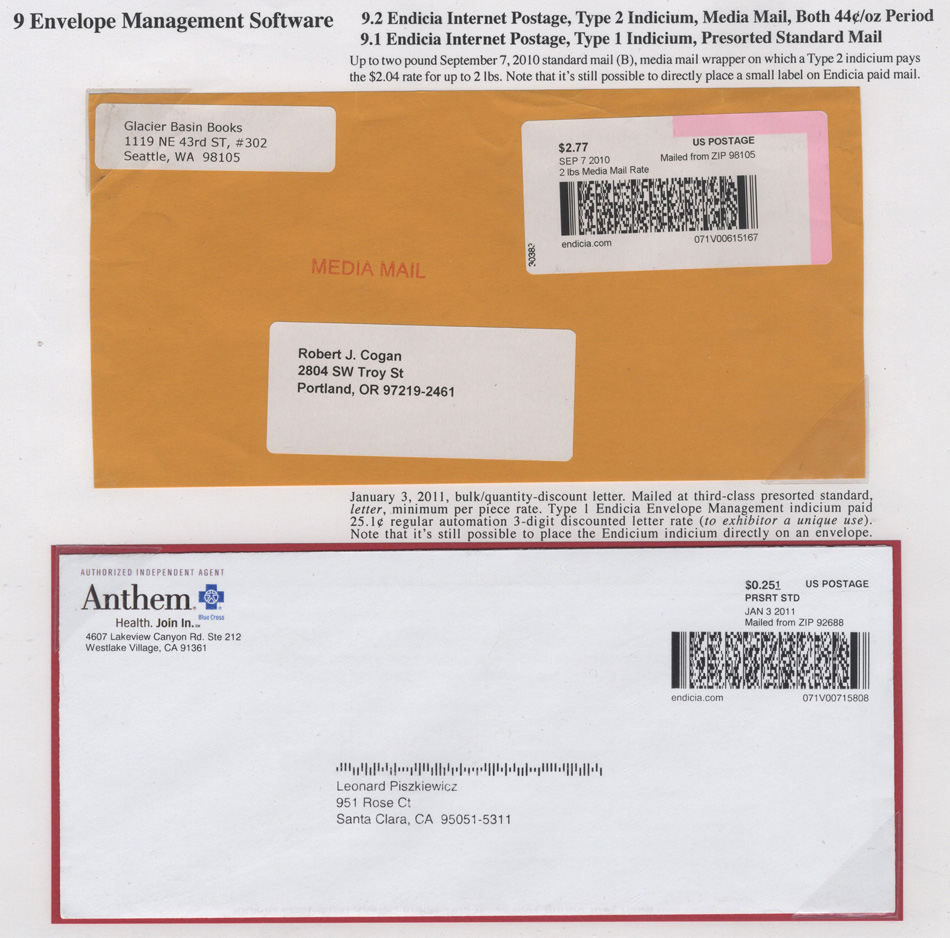 9 Envelope Management Software
9.2 Endicia Internet Postage, Type 2 Indicium, Media Mail, Both 44¢/oz Period
9.1 Endicia Internet Postage, Type 1 Indicium, Presorted Standard Mail
Up to two pound September 7, 2010 standard mail (B), media mail wrapper on which a Type 2 indicium pays
the $2.04 rate for up to 2 lbs. Note that it's still possible to directly place a small label on Endicia paid mail.
Glacier Basin Books
1119 NE 43rd ST, #302
Seattle, WA 98105
$2.77 US POSTAGE
SEP 7 2010 Mailed from ZIP 98105
2 lbs Media Mail Rate
endicia.com 071V00615167
30382
MEDIA MAIL
Robert J. Cogan
2804 SW Troy St
Portland, OR 97219-2461
January 3, 2011, bulk/quantity-discount letter. Mailed at third-class presorted standard,
letter, minimum per piece rate. Type 1 Endicia Envelope Management indicium paid
25.1¢ regular automation 3-digit discounted letter rate (to exhibitor a unique use).
Note that it's still possible to place the Endicium indicium directly on an envelope.
AUTHORIZED INDEPENDENT AGENT
Anthem.
BlueCross
Health. Join In.SM
4607 Lakeview Canyon Rd. Ste 212
Westlake Village, CA 91361
$0.251 US POSTAGE
PRSRT STD
JAN 3 2011
Mailed from ZIP 92688
endicia.com 071V00715808
Leonard Piszkiewicz
951 Rose Ct
Santa Clara, CA 95051-5311